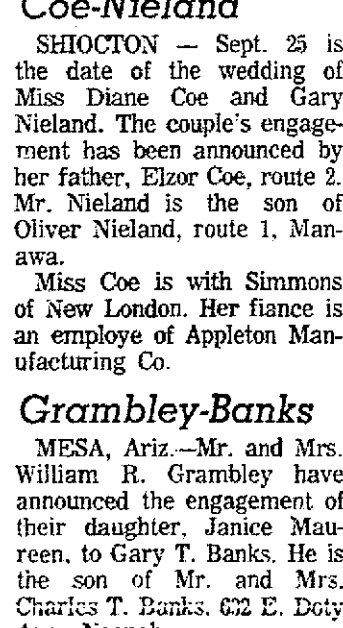 Coe-Nieland
SHIOCTON — Sept. 25 is
the date of the wedding of
Miss Diane Coe and Gary
Nieland. The couple's engage-
ment has been announced by
her father, Elzor Coe, route 2.
Mr. Nieland is the son of
Oliver Nieland, route 1, Man-
awa.
Miss Coe is with Simmons
of New London. Her fiance is
an employe of Appleton Man-
ufacturing Co.
Grambley-Banks
MESA, Ariz.—Mr. and Mrs.
William R. Grambley have
announced the engagement of
their daughter, Janice Mau-
reen, to Gary T. Banks. He is
the son of Mr. and Mrs.
Charles T. Banks, 632 E. Doty